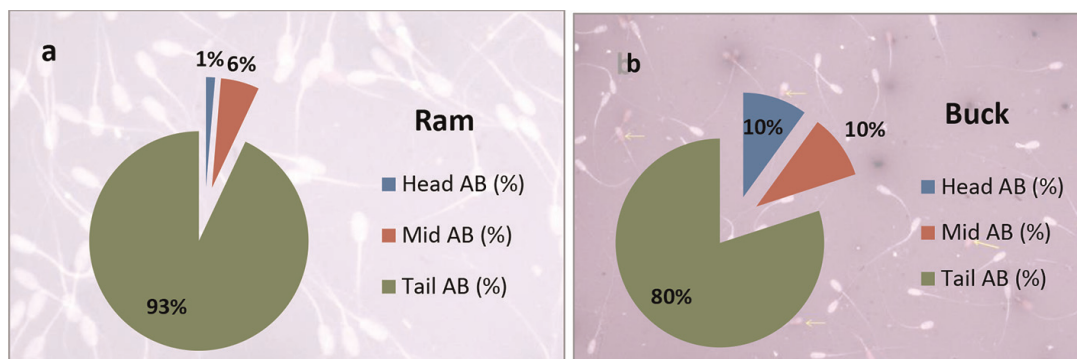 a
1%
6%
Ram
Head AB (%)
Mid AB (%)
Tail AB (%)
93%
b
10%
10%
Buck
Head AB (%)
Mid AB (%)
Tail AB (%)
80%